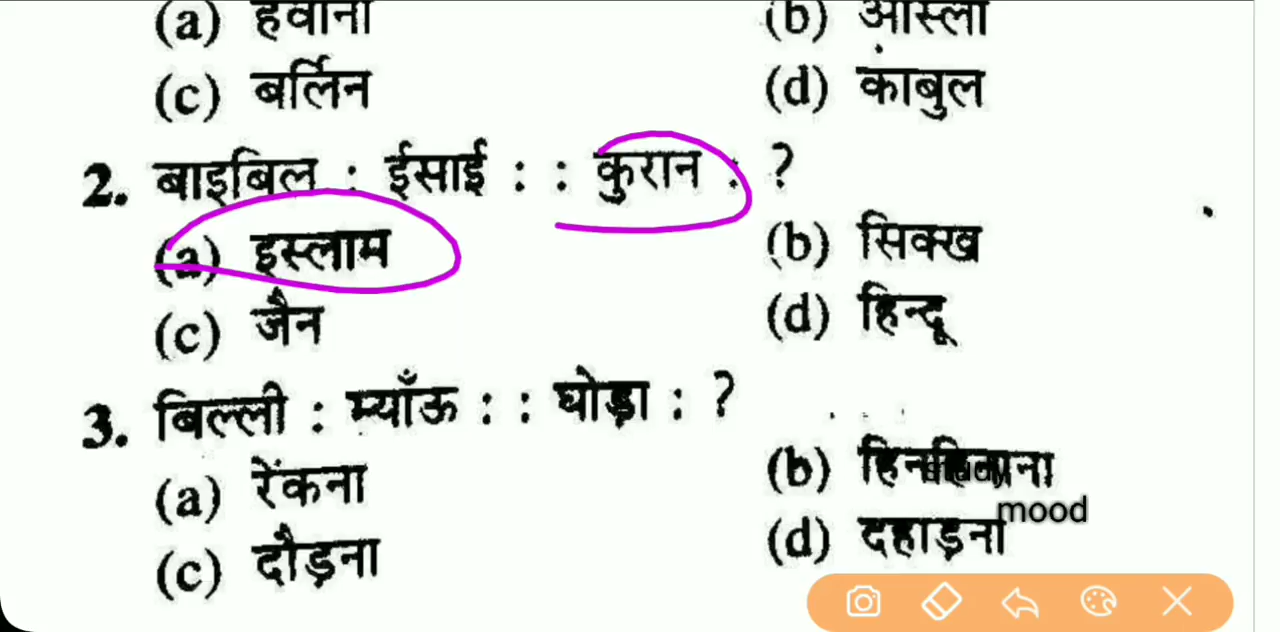 (a) हवाना (b) ओस्लो
(c) बर्लिन (d) काबुल
2. बाइबिल : ईसाई : : कुरान : ?
(a) इस्लाम (b) सिक्ख
(c) जैन (d) हिन्दू
3. बिल्ली : म्याँऊ : : घोड़ा : ?
(a) रेंकना (b) हिनहिनाना
study
mood
(c) दौड़ना (d) दहाड़ना